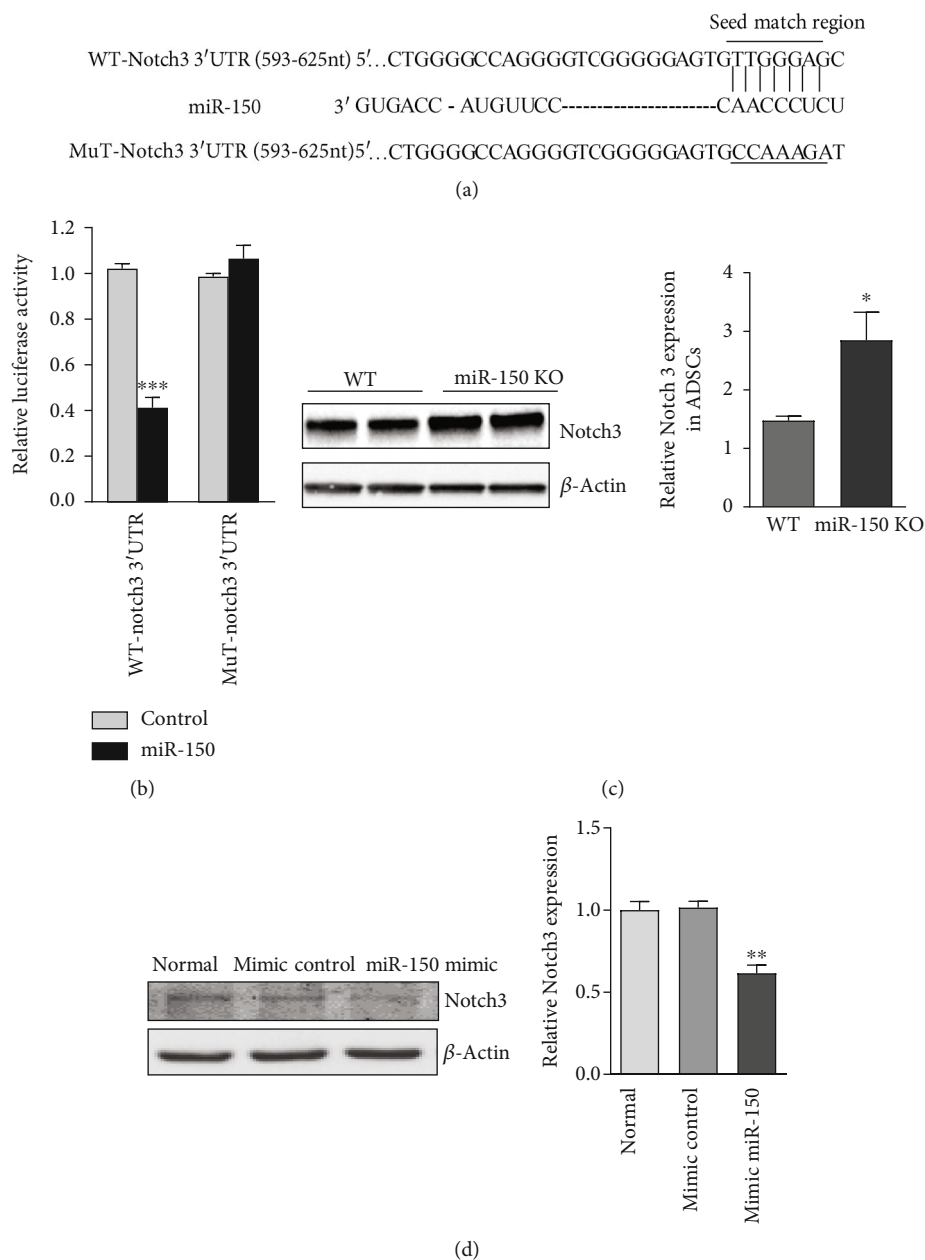 Seed match region
WT-Notch3 3′UTR (593-625nt) 5′...CTGGGGCCAGGGGTCGGGGGAGTGTTGGGAGC
miR-150 3′ GUGACC - AUGUUCC----------------------CAACCCUCU
MuT-Notch3 3′UTR (593-625nt)5′...CTGGGGCCAGGGGTCGGGGGAGTGCCAAAGAT
(a)
Relative luciferase activity
1.2
1.0
0.8
0.6
0.4
0.2
0.0
***
WT-notch3 3′UTR
MuT-notch3 3′UTR
Control
miR-150
(b)
WT miR-150 KO
Notch3
β-Actin
Relative Notch 3 expression
in ADSCs
4
3
2
1
0
*
WT miR-150 KO
(c)
Normal Mimic control miR-150 mimic
Notch3
β-Actin
Relative Notch3 expression
1.5
1.0
0.5
0.0
**
Normal
Mimic control
Mimic miR-150
(d)